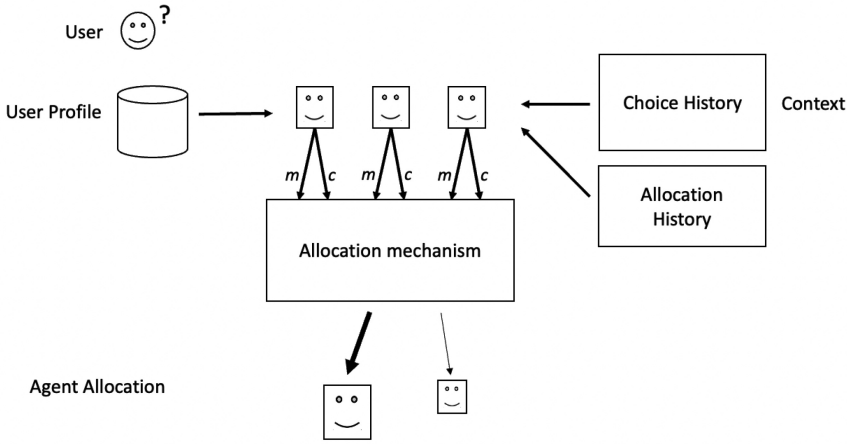 User
?
User Profile
Choice History
Context
m
c
m
c
m
c
Allocation
History
Allocation mechanism
Agent Allocation